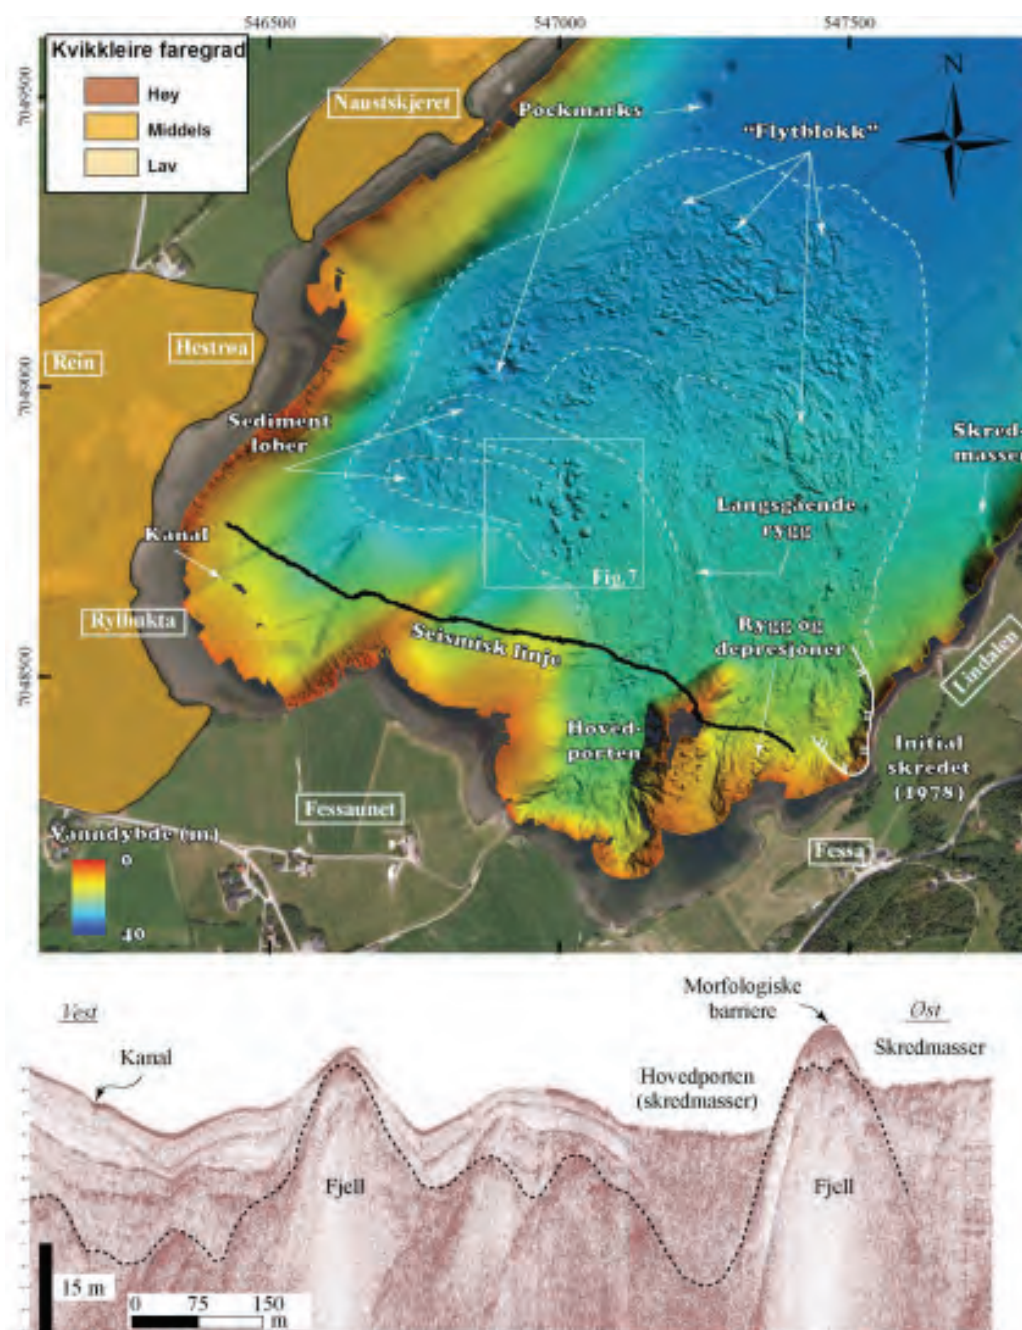 546500
547000
547500
Kvikkleire faregrad
Høy
Middels
Lav
7049500
7049000
7048500
Naustskjeret
Pockmarks
"Flytblokk"
N
Hestrøa
Rein
Sediment
lober
Skred-
masser
Kanal
Langsgående
rygg
Fig.7
Ryllbukta
Seismisk linje
Rygg og
depresjoner
Lindalen
Hoved-
porten
Initial
skredet
(1978)
Fessaunet
Fessa
Vanndybde (m)
0
40
Vest
Kanal
Morfologiske
barriere
Øst
Skredmasser
Hovedporten
(skredmasser)
Fjell
Fjell
15 m
0 75 150
m